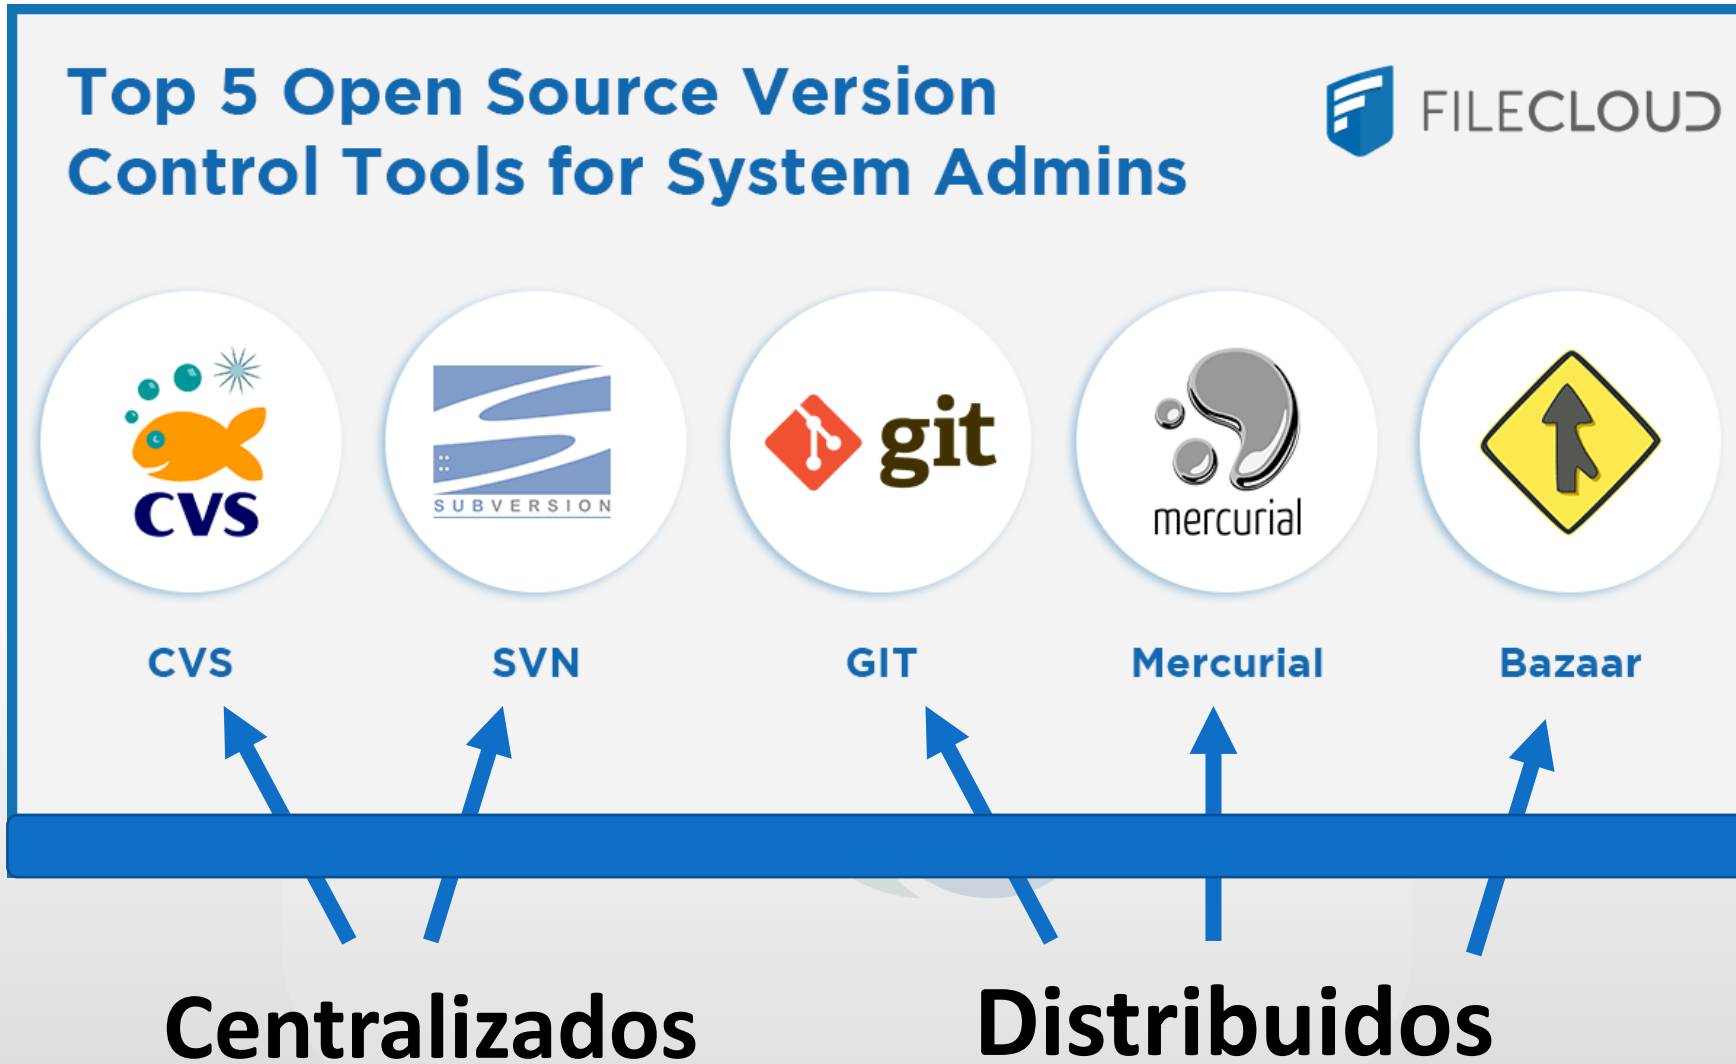 Top 5 Open Source Version
Control Tools for System Admins
FILECLOUD
CVS
SUBVERSION
git
mercurial
CVS
SVN
GIT
Mercurial
Bazaar
Centralizados
Distribuidos